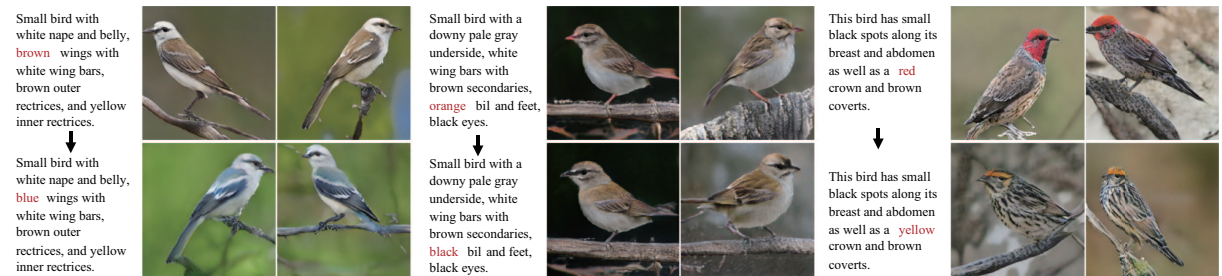 Small bird with
white nape and belly,
brown wings with
white wing bars,
brown outer
rectrices, and yellow
inner rectrices.
Small bird with
white nape and belly,
blue wings with
white wing bars,
brown outer
rectrices, and yellow
inner rectrices.
Small bird with a
downy pale gray
underside, white
wing bars with
brown secondaries,
orange bil and feet,
black eyes.
Small bird with a
downy pale gray
underside, white
wing bars with
brown secondaries,
black bil and feet,
black eyes.
This bird has small
black spots along its
breast and abdomen
as well as a red
crown and brown
coverts.
This bird has small
black spots along its
breast and abdomen
as well as a yellow
crown and brown
coverts.